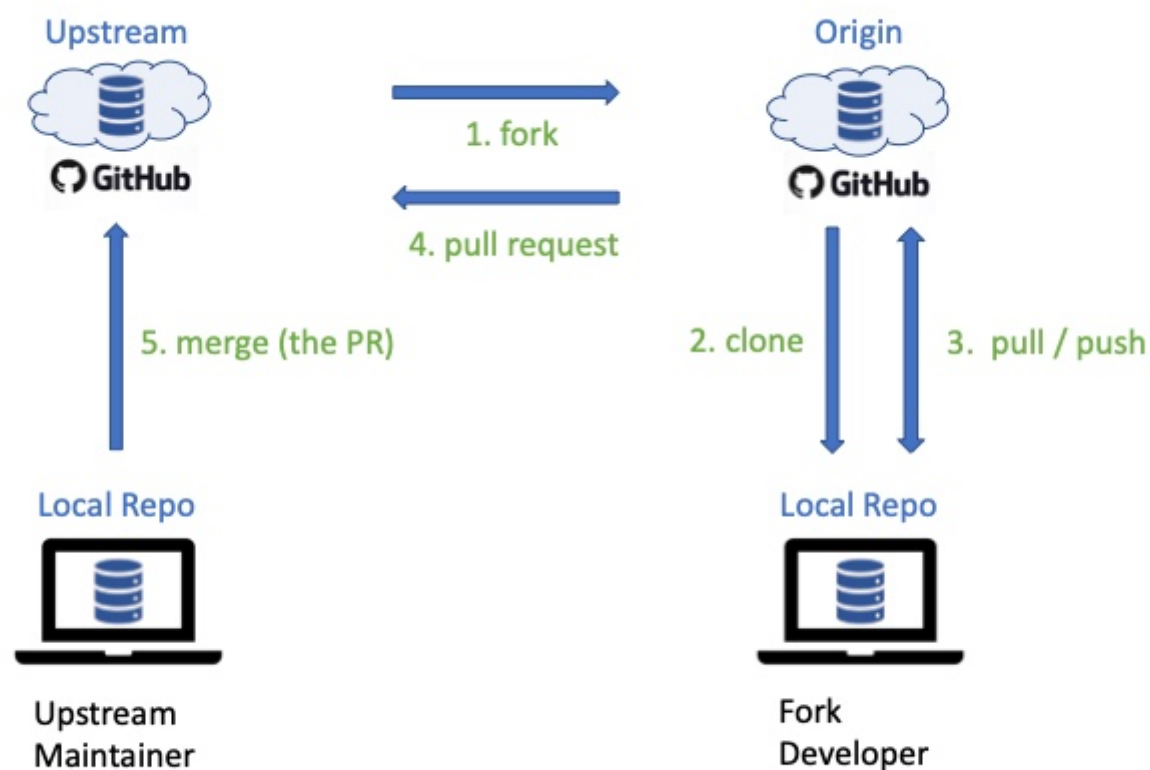 Upstream
Origin
GitHub
1. fork
GitHub
4. pull request
5. merge (the PR)
2. clone
3. pull / push
Local Repo
Local Repo
Upstream
Maintainer
Fork
Developer